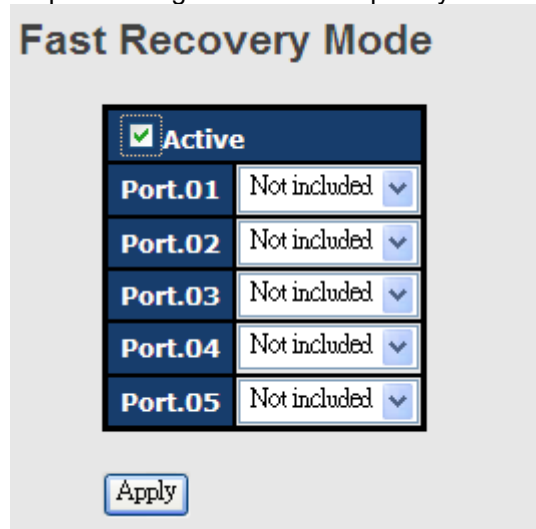 Fast Recovery Mode
Active
Port.01 Not included
Port.02 Not included
Port.03 Not included
Port.04 Not included
Port.05 Not included
Apply